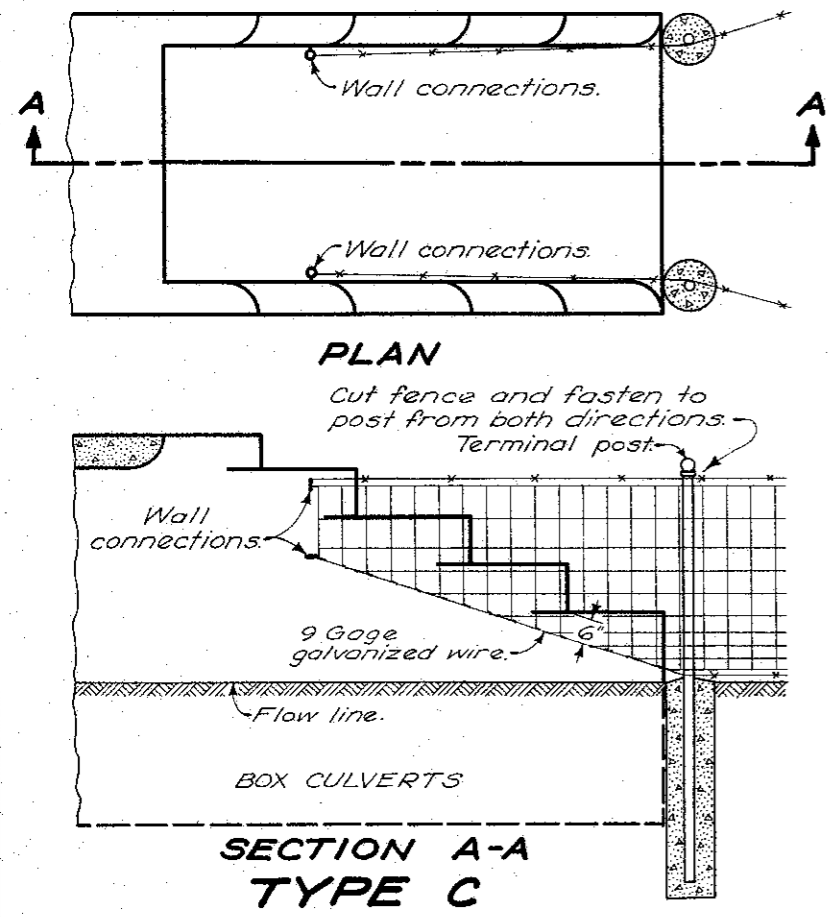 Wall connections.
A
A
Wall connections.
PLAN
Cut fence and fasten to
post from both directions.
Terminal post.
Wall
connections.
9 Gage
galvanized wire.
6"
Flow line.
BOX CULVERTS
SECTION A-A
TYPE C